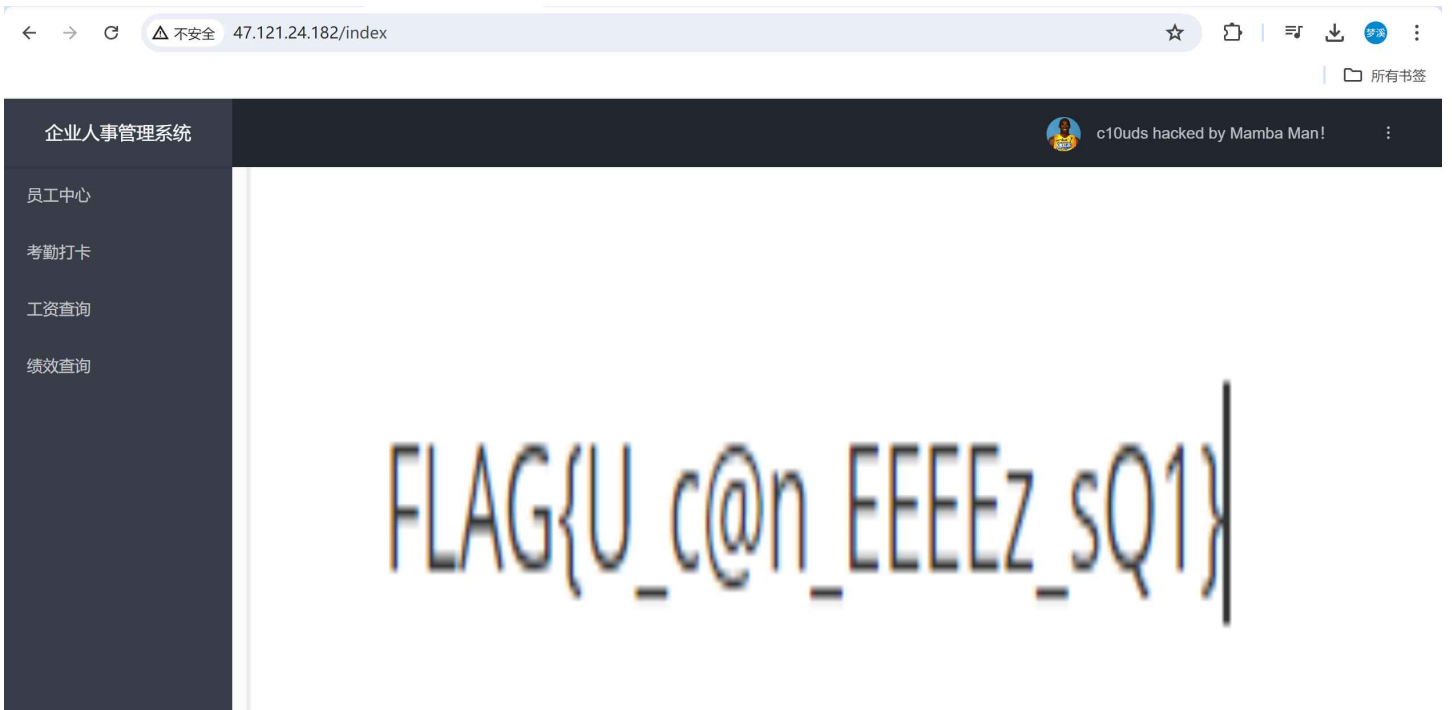 不安全 47.121.24.182/index
梦溪
所有书签
企业人事管理系统
c10uds hacked by Mamba Man!
员工中心
考勤打卡
工资查询
绩效查询
FLAG{U_c@n_EEEEz_sQ1}